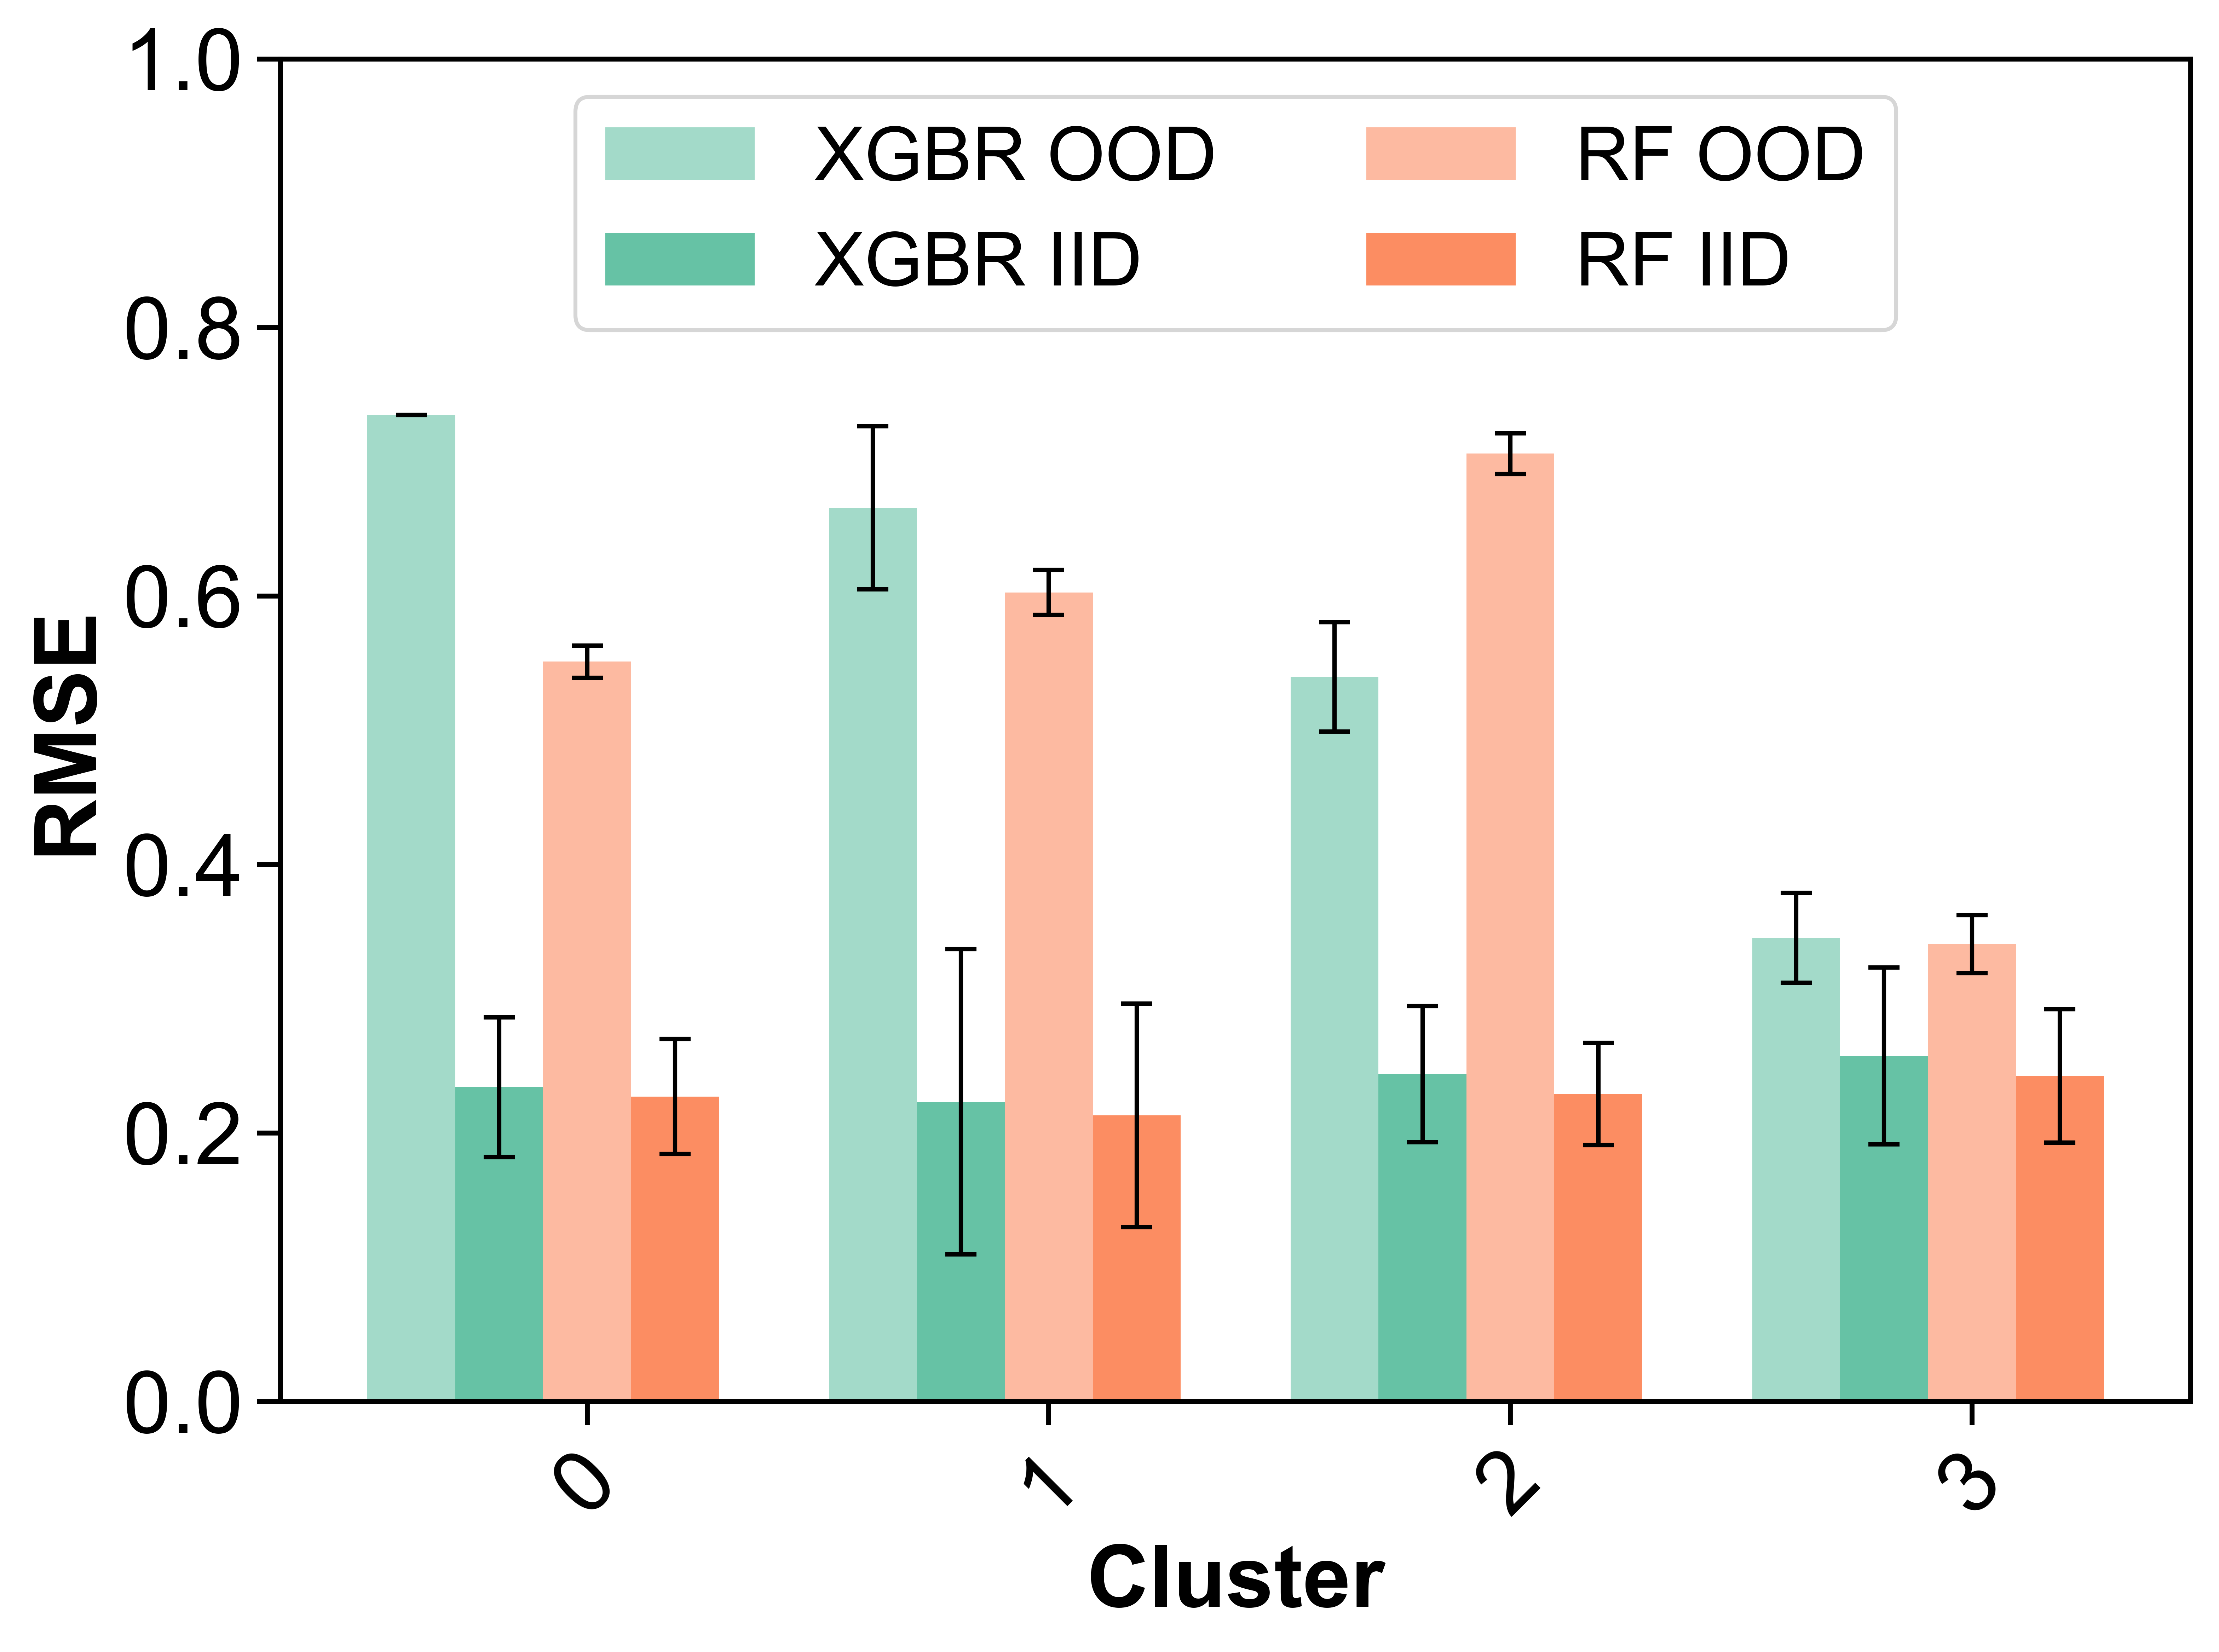 1.0
0.8
0.6
0.4
0.2
0.0
RMSE
XGBR OOD
XGBR IID
RF OOD
RF IID
0
1
2
3
Cluster